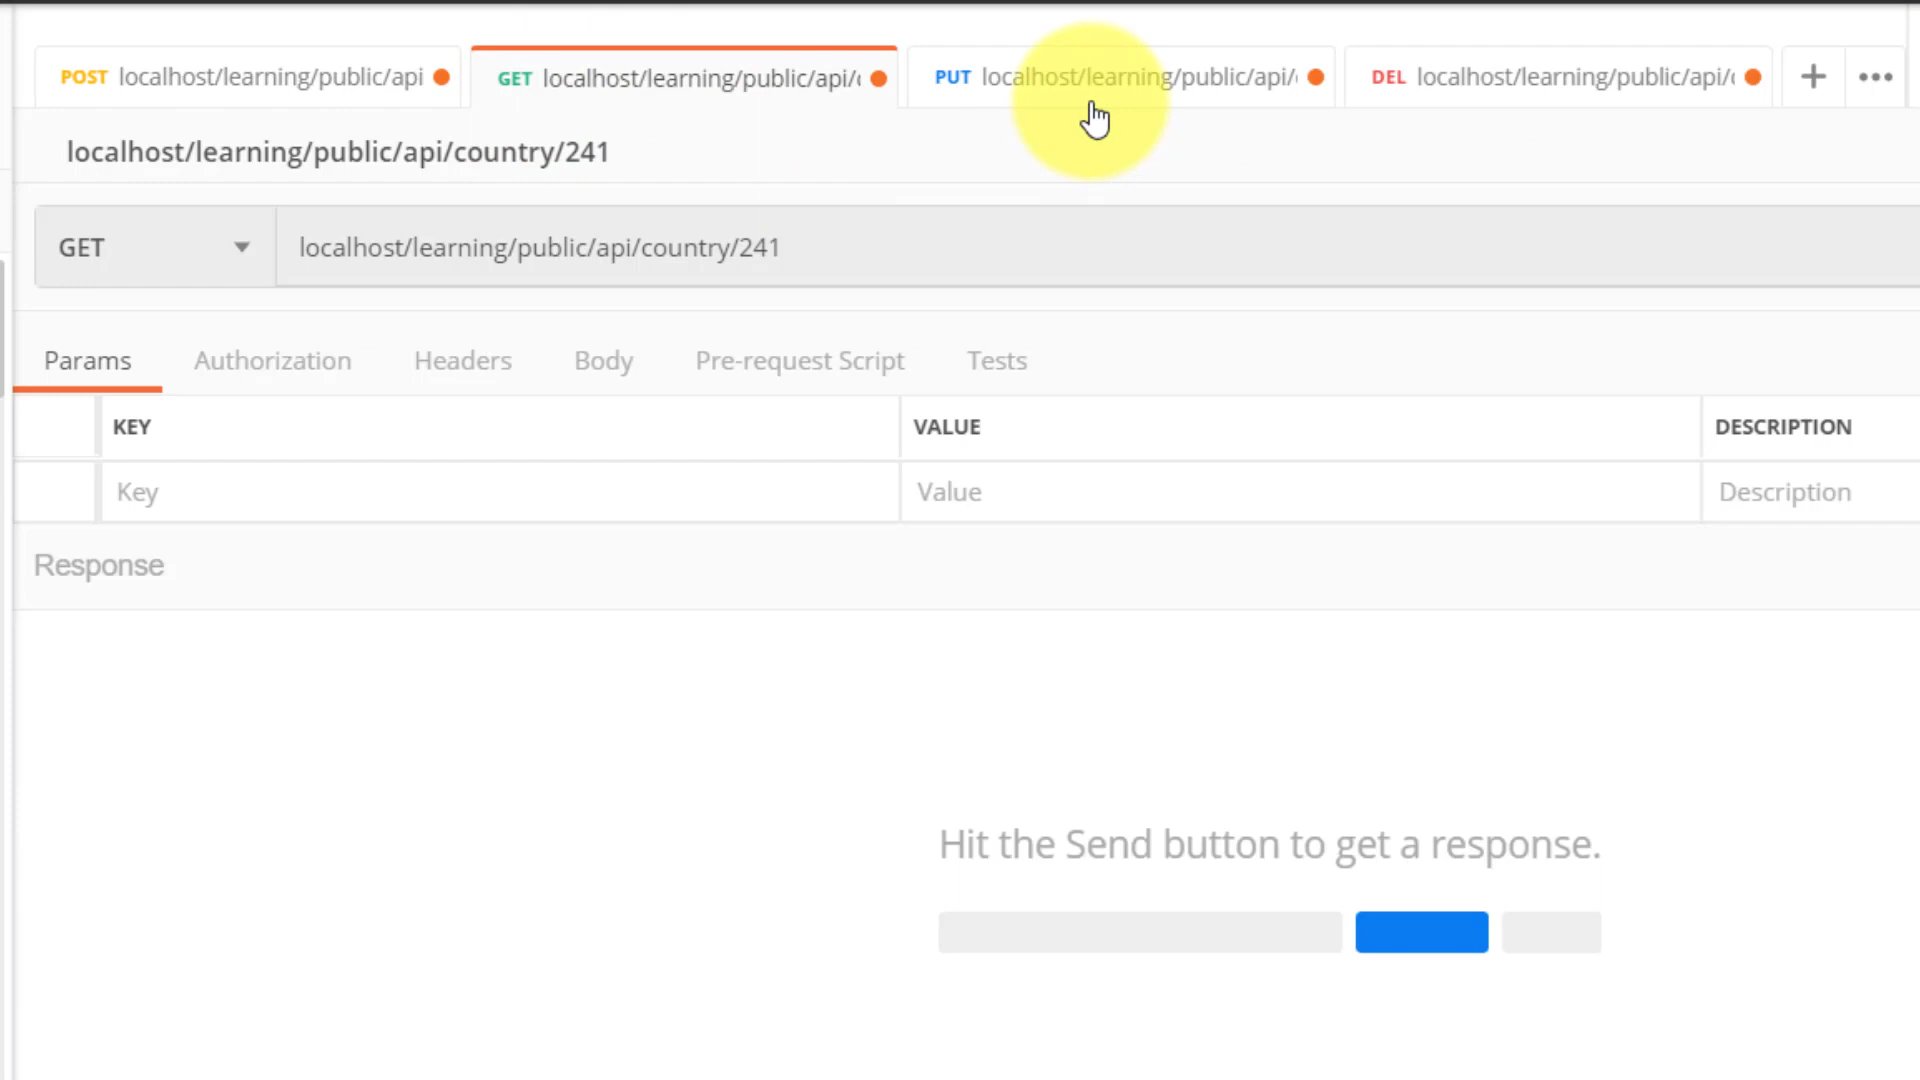 POST localhost/learning/public/api
GET localhost/learning/public/api/
PUT localhost/learning/public/api/
DEL localhost/learning/public/api/
localhost/learning/public/api/country/241
GET
localhost/learning/public/api/country/241
Params Authorization Headers Body Pre-request Script Tests
KEY VALUE DESCRIPTION
Key Value Description
Response
Hit the Send button to get a response.